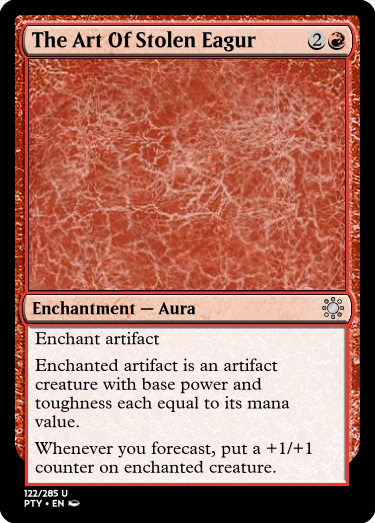 The Art Of Stolen Eagur 2
Enchantment — Aura
Enchant artifact
Enchanted artifact is an artifact
creature with base power and
toughness each equal to its mana
value.
Whenever you forecast, put a +1/+1
counter on enchanted creature.
122/285 U
PTY • EN